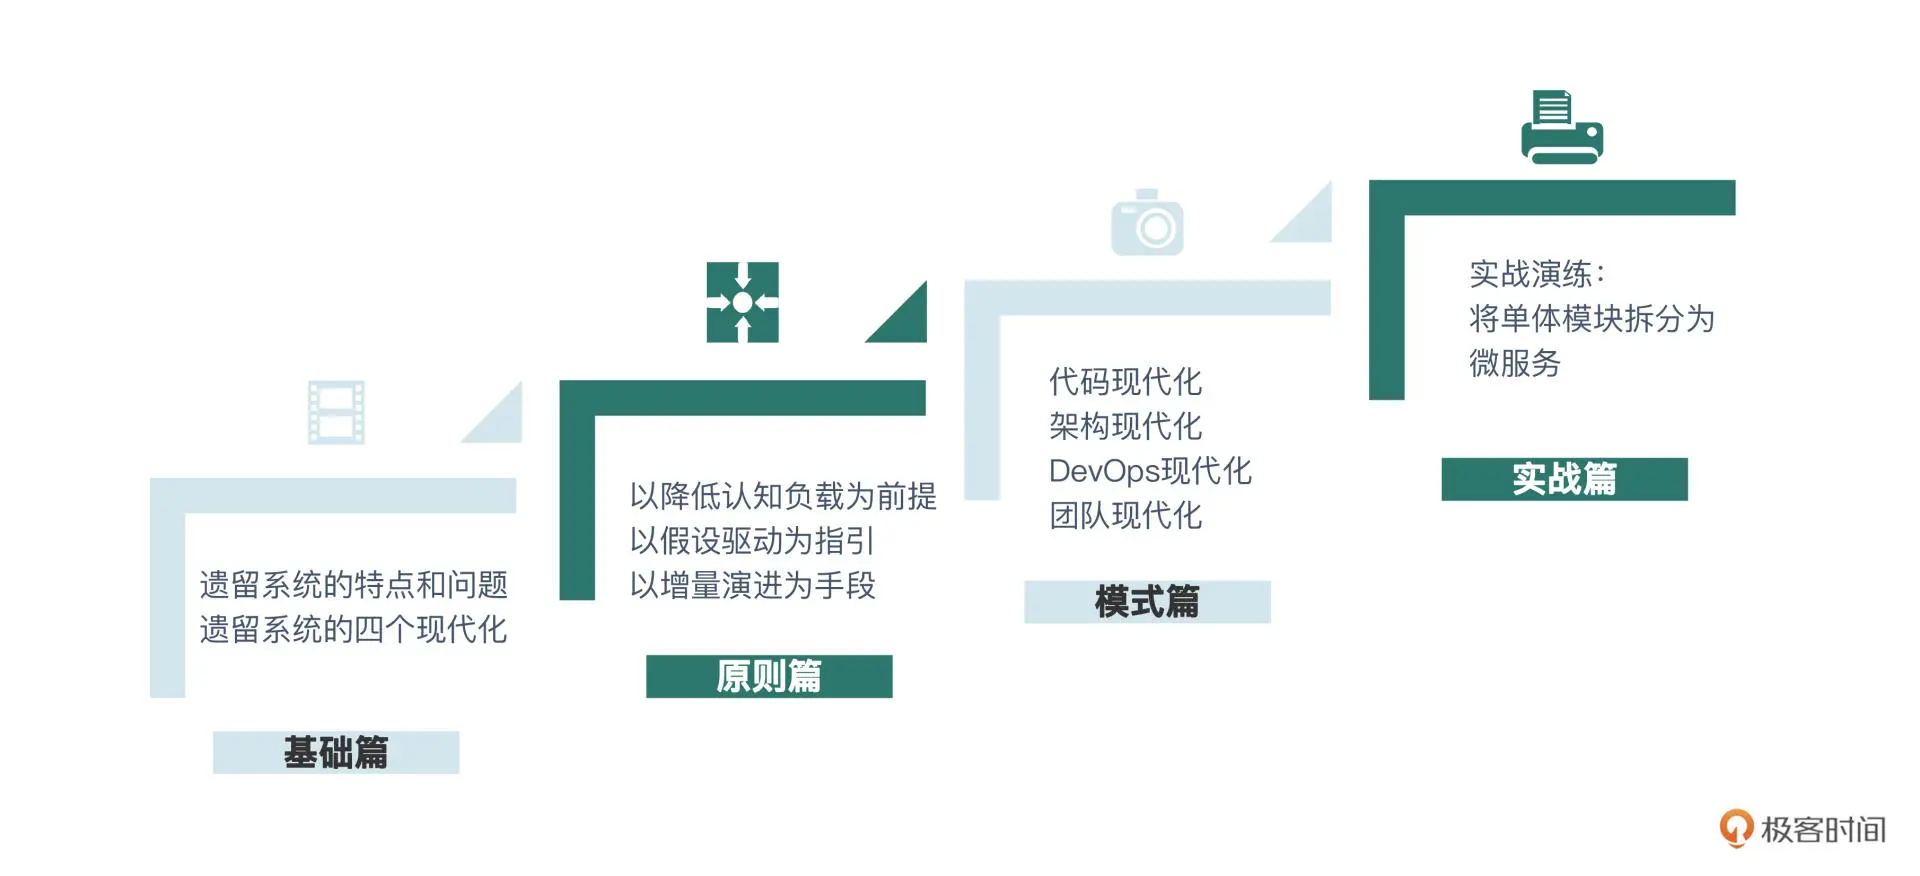 遗留系统的特点和问题
遗留系统的四个现代化
基础篇
以降低认知负载为前提
以假设驱动为指引
以增量演进为手段
原则篇
代码现代化
架构现代化
DevOps现代化
团队现代化
模式篇
实战演练：
将单体模块拆分为
微服务
实战篇
极客时间